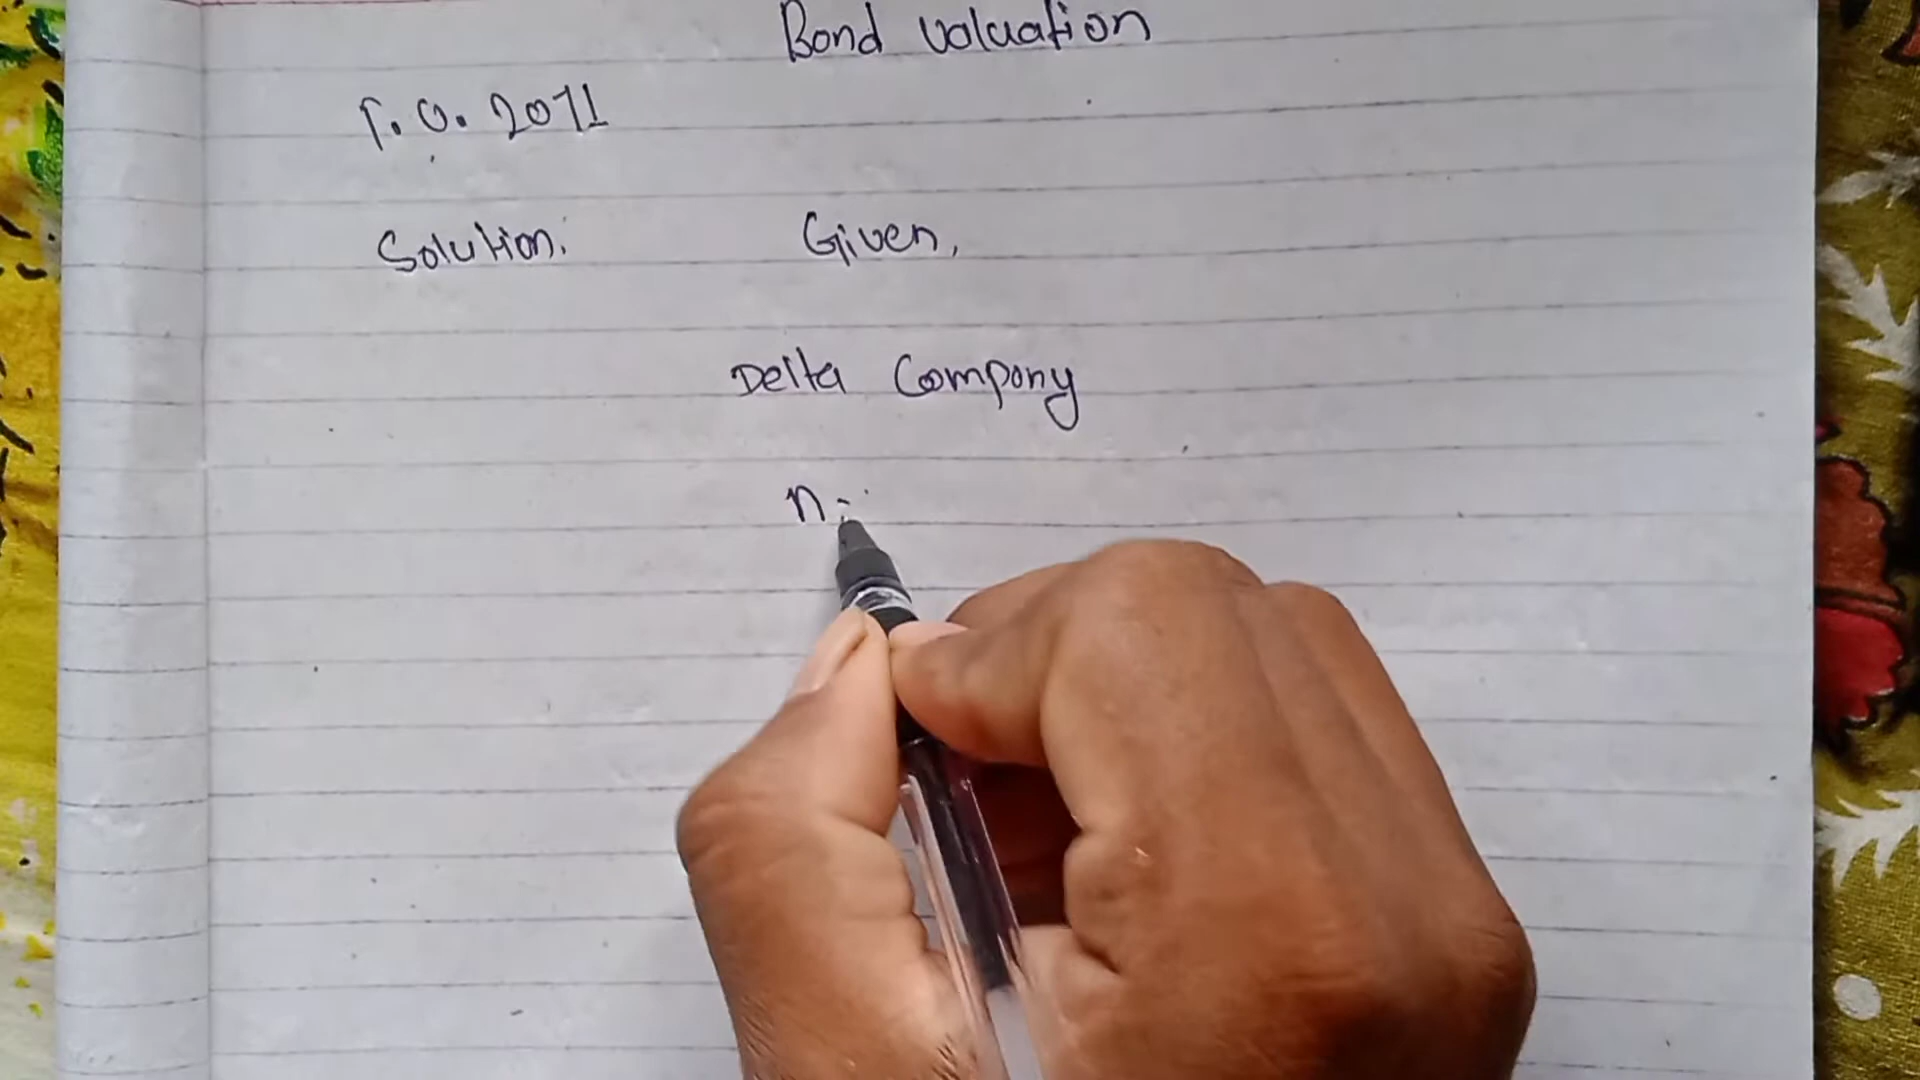 Bond Valuation
T. U. 2071
Solution: Given,
Delta Company
n =